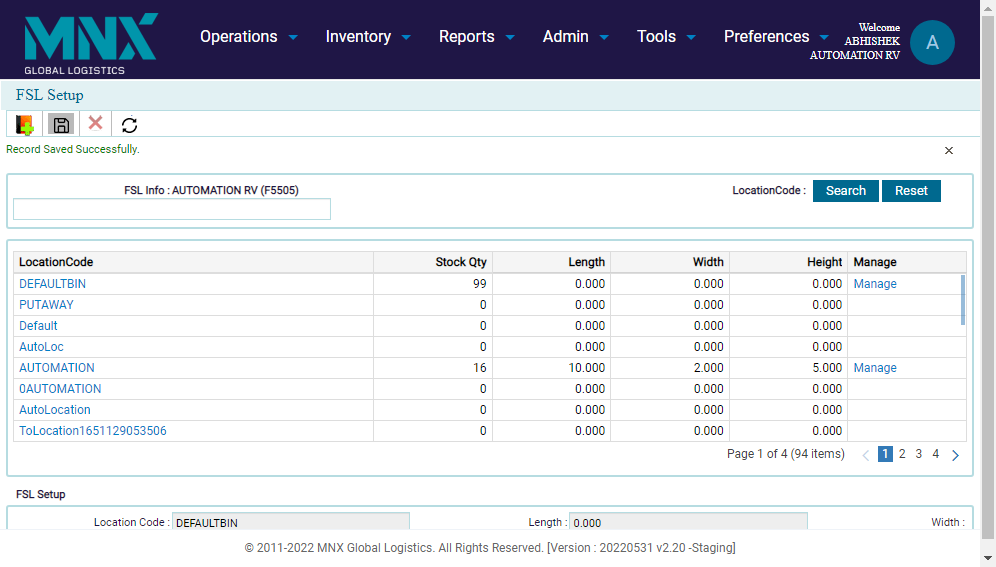 MNX
GLOBAL LOGISTICS
Operations Inventory Reports Admin Tools Preferences
Welcome
ABHISHEK
AUTOMATION RV
A
FSL Setup
Record Saved Successfully.
FSL Info : AUTOMATION RV (F5505)
LocationCode : Search Reset
LocationCode Stock Qty Length Width Height Manage
DEFAULTBIN 99 0.000 0.000 0.000 Manage
PUTAWAY 0 0.000 0.000 0.000
Default 0 0.000 0.000 0.000
AutoLoc 0 0.000 0.000 0.000
AUTOMATION 16 10.000 2.000 5.000 Manage
0AUTOMATION 0 0.000 0.000 0.000
AutoLocation 0 0.000 0.000 0.000
ToLocation1651129053506 0 0.000 0.000 0.000
Page 1 of 4 (94 items) 1 2 3 4
FSL Setup
Location Code : DEFAULTBIN Length : 0.000 Width :
© 2011-2022 MNX Global Logistics. All Rights Reserved. [Version : 20220531 v2.20 -Staging]